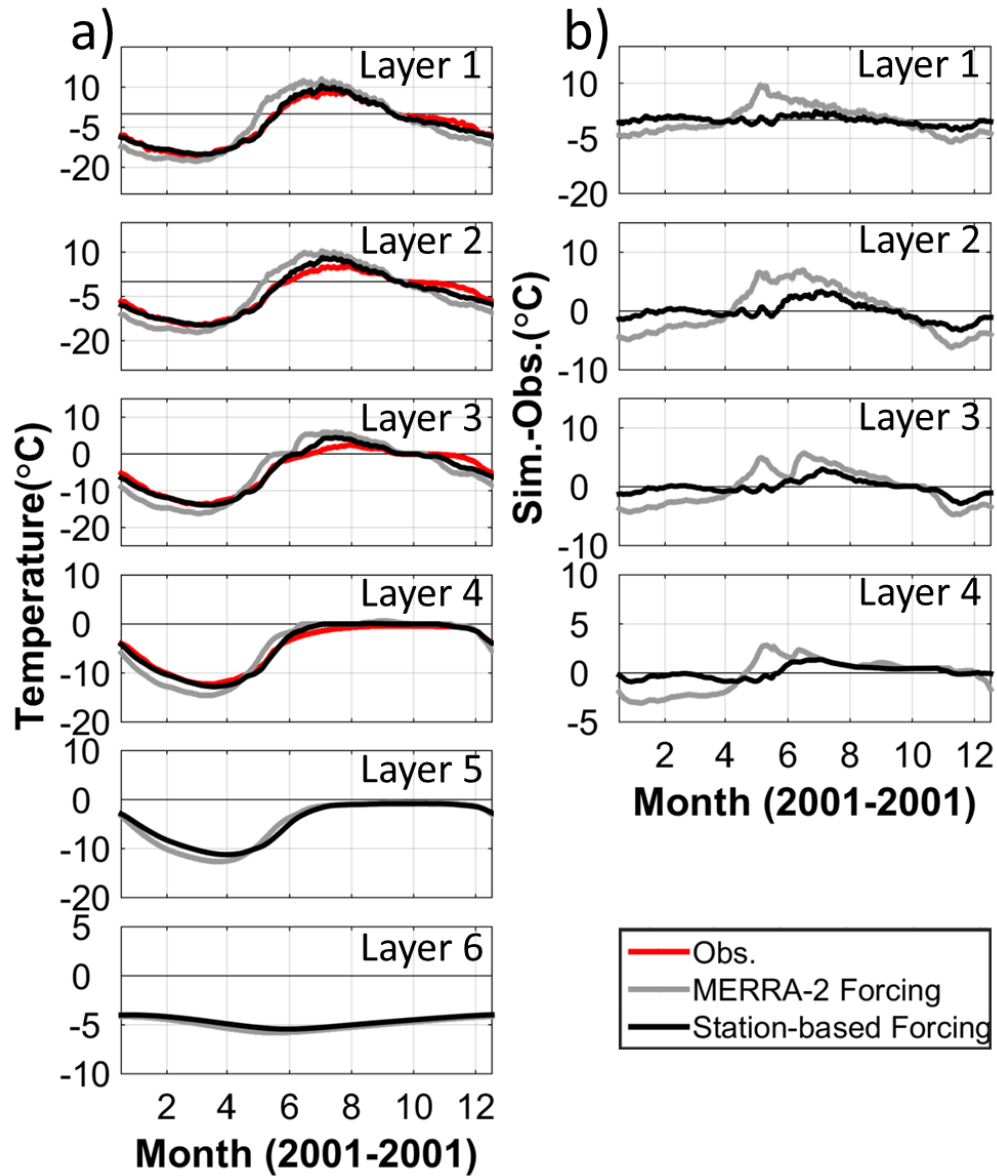 a)
Layer 1
10
-5
-20
Layer 2
10
-5
-20
Layer 3
10
0
-10
-20
Layer 4
10
0
-10
-20
Layer 5
10
0
-10
-20
Layer 6
5
0
-5
-10
2 4 6 8 10 12
Month (2001-2001)
Temperature(°C)
b)
Layer 1
10
-5
-20
Layer 2
10
0
-10
Layer 3
10
0
-10
Layer 4
10
5
0
-5
2 4 6 8 10 12
Month (2001-2001)
Sim.-Obs.(°C)
Obs.
MERRA-2 Forcing
Station-based Forcing